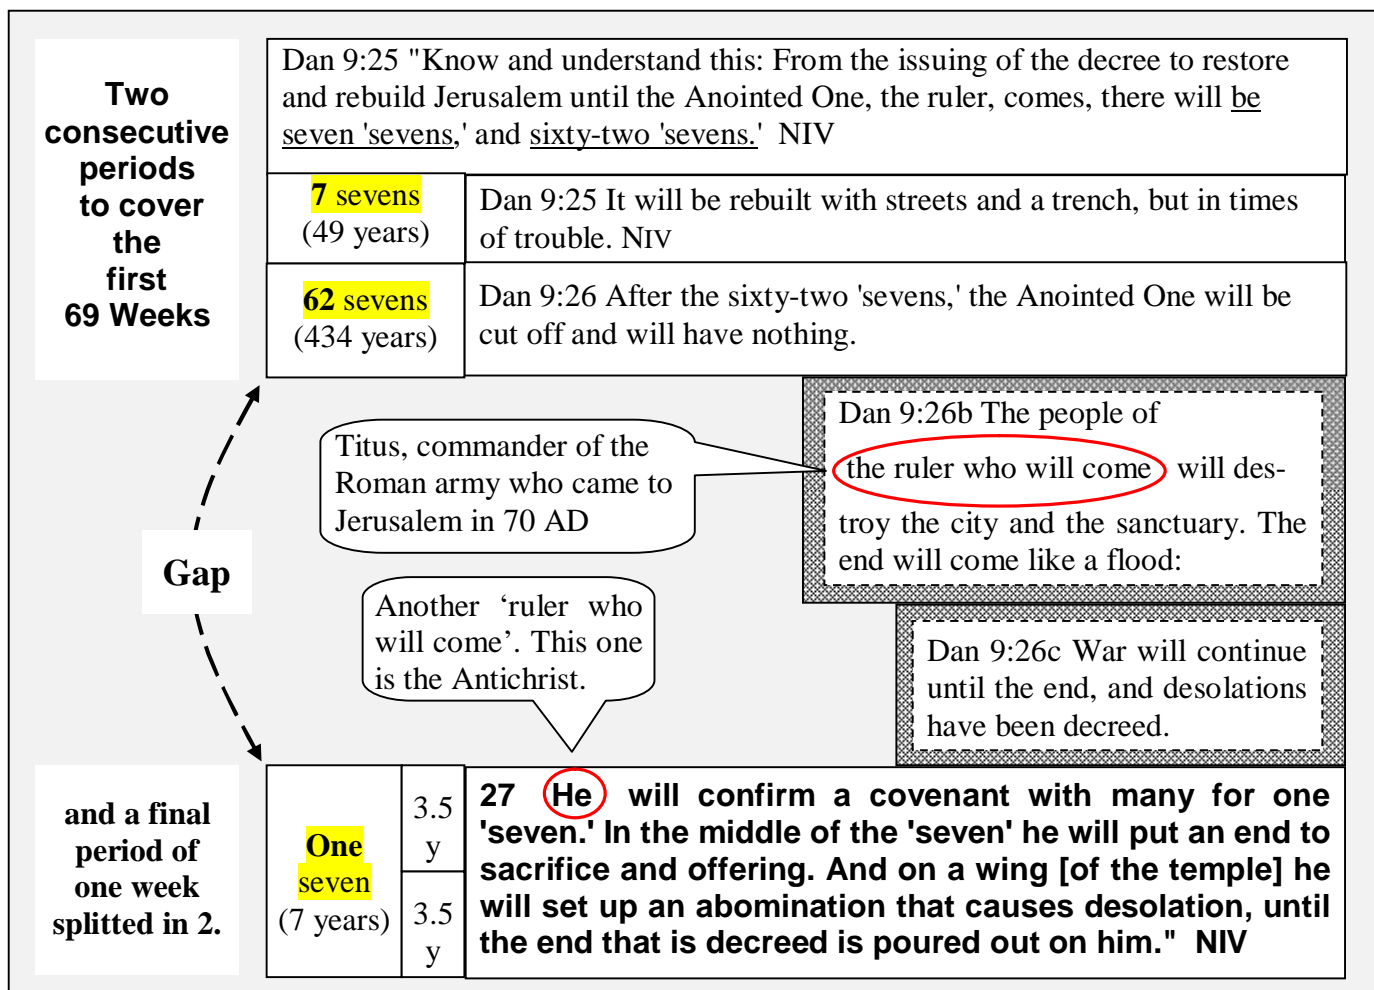 Two
consecutive
periods
to cover
the
first
69 Weeks
Dan 9:25 "Know and understand this: From the issuing of the decree to restore
and rebuild Jerusalem until the Anointed One, the ruler, comes, there will be
seven 'sevens,' and sixty-two 'sevens.' NIV
7 sevens
(49 years)
Dan 9:25 It will be rebuilt with streets and a trench, but in times
of trouble. NIV
62 sevens
(434 years)
Dan 9:26 After the sixty-two 'sevens,' the Anointed One will be
cut off and will have nothing.
Dan 9:26b The people of
the ruler who will come will des-
troy the city and the sanctuary. The
end will come like a flood:
Titus, commander of the
Roman army who came to
Jerusalem in 70 AD
Gap
Another ‘ruler who
will come’. This one
is the Antichrist.
Dan 9:26c War will continue
until the end, and desolations
have been decreed.
and a final
period of
one week
splitted in 2.
One
seven
(7 years)
3.5
y
3.5
y
27 He will confirm a covenant with many for one
'seven.' In the middle of the 'seven' he will put an end to
sacrifice and offering. And on a wing [of the temple] he
will set up an abomination that causes desolation, until
the end that is decreed is poured out on him." NIV